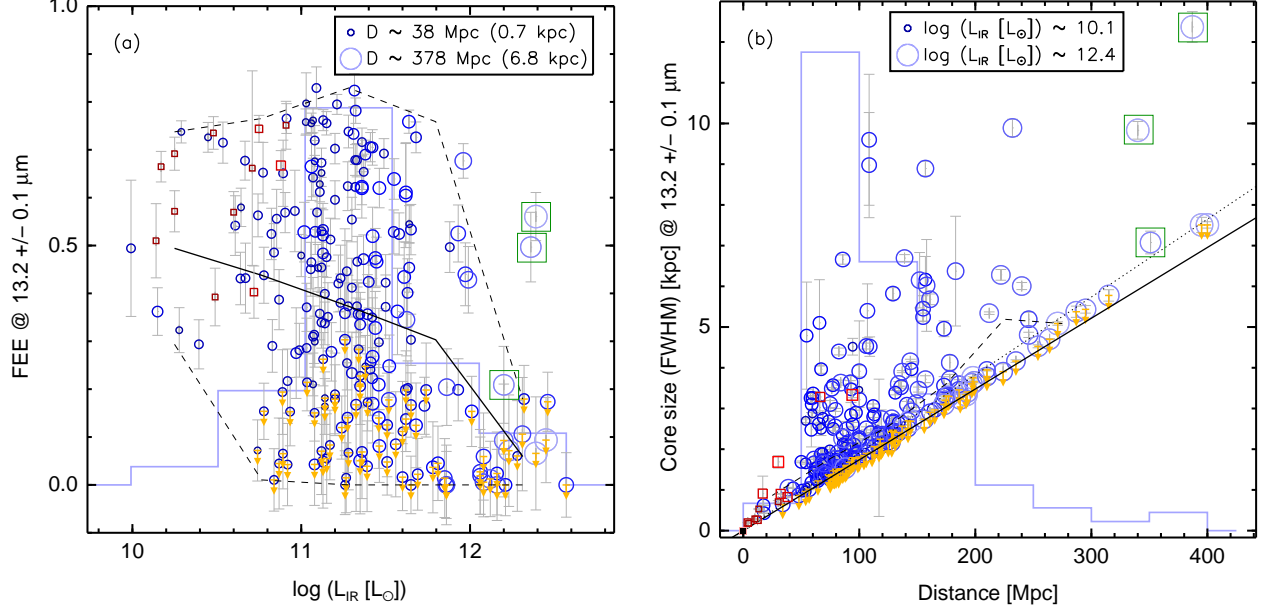 (a)
D ~ 38 Mpc (0.7 kpc)
D ~ 378 Mpc (6.8 kpc)
1.0
0.5
0.0
FEE @ 13.2 +/− 0.1 μm
10
11
12
log (L_IR [L_⊙])
(b)
log (L_IR [L_⊙]) ~ 10.1
log (L_IR [L_⊙]) ~ 12.4
10
5
0
Core size (FWHM) [kpc] @ 13.2 +/− 0.1 μm
0
100
200
300
400
Distance [Mpc]